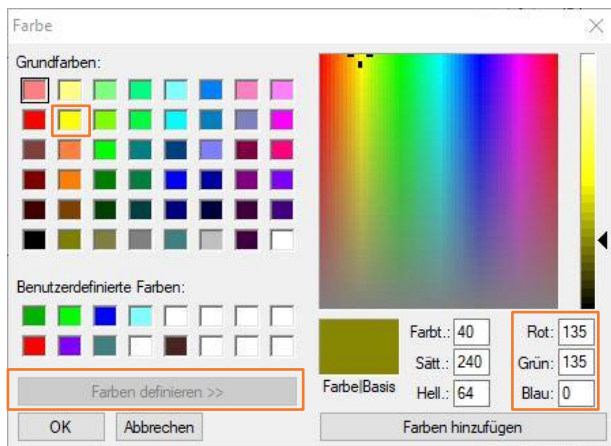 Farbe
Grundfarben:
Benutzerdefinierte Farben:
Farben definieren >>
OK Abbrechen
Farbe|Basis
Farbt.: 40 Rot: 135
Sätt.: 240 Grün: 135
Hell.: 64 Blau: 0
Farben hinzufügen